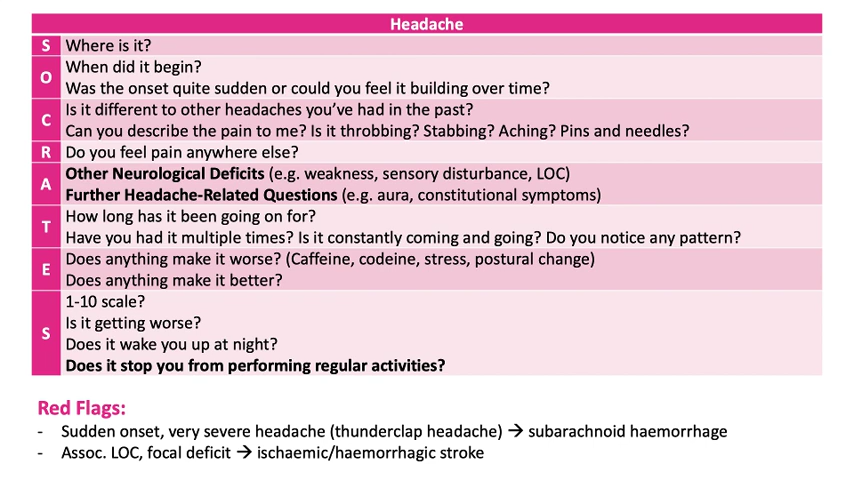 Headache
S Where is it?
O When did it begin?
Was the onset quite sudden or could you feel it building over time?
C Is it different to other headaches you've had in the past?
Can you describe the pain to me? Is it throbbing? Stabbing? Aching? Pins and needles?
R Do you feel pain anywhere else?
A Other Neurological Deficits (e.g. weakness, sensory disturbance, LOC)
Further Headache-Related Questions (e.g. aura, constitutional symptoms)
T How long has it been going on for?
Have you had it multiple times? Is it constantly coming and going? Do you notice any pattern?
E Does anything make it worse? (Caffeine, codeine, stress, postural change)
Does anything make it better?
S 1-10 scale?
Is it getting worse?
Does it wake you up at night?
Does it stop you from performing regular activities?
Red Flags:
- Sudden onset, very severe headache (thunderclap headache) → subarachnoid haemorrhage
- Assoc. LOC, focal deficit → ischaemic/haemorrhagic stroke